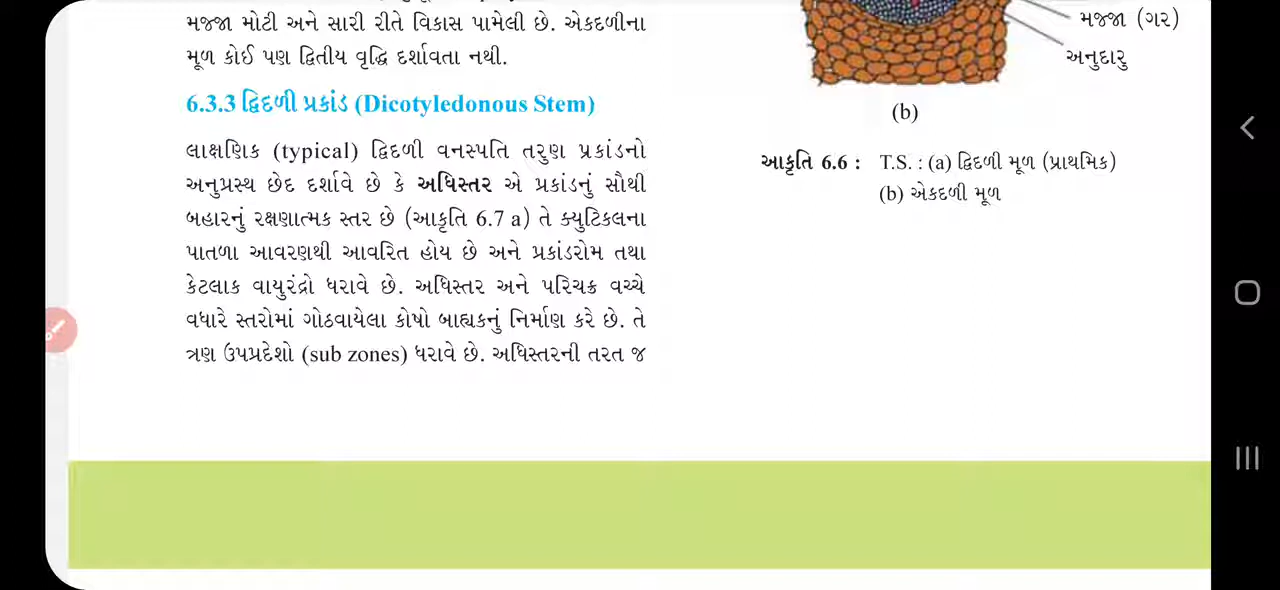 મજ્જા મોટી અને સારી રીતે વિકાસ પામેલી છે. એકદળીના
મૂળ કોઈ પણ દ્વિતીય વૃદ્ધિ દર્શાવતા નથી.
6.3.3 દ્વિદળી પ્રકાંડ (Dicotyledonous Stem)
લાક્ષણિક (typical) દ્વિદળી વનસ્પતિ તરુણ પ્રકાંડનો
અનુપ્રસ્થ છેદ દર્શાવે છે કે અધિસ્તર એ પ્રકાંડનું સૌથી
બહારનું રક્ષણાત્મક સ્તર છે (આકૃતિ 6.7 a) તે ક્યુટિકલના
પાતળા આવરણથી આવરિત હોય છે અને પ્રકાંડરોમ તથા
કેટલાક વાયુરંદ્રો ધરાવે છે. અધિસ્તર અને પરિચક્ર વચ્ચે
વધારે સ્તરોમાં ગોઠવાયેલા કોષો બાહ્યકનું નિર્માણ કરે છે. તે
ત્રણ ઉપપ્રદેશો (sub zones) ધરાવે છે. અધિસ્તરની તરત જ
મજ્જા (ગર)
અનુદારુ
(b)
આકૃતિ 6.6 : T.S. : (a) દ્વિદળી મૂળ (પ્રાથમિક)
(b) એકદળી મૂળ